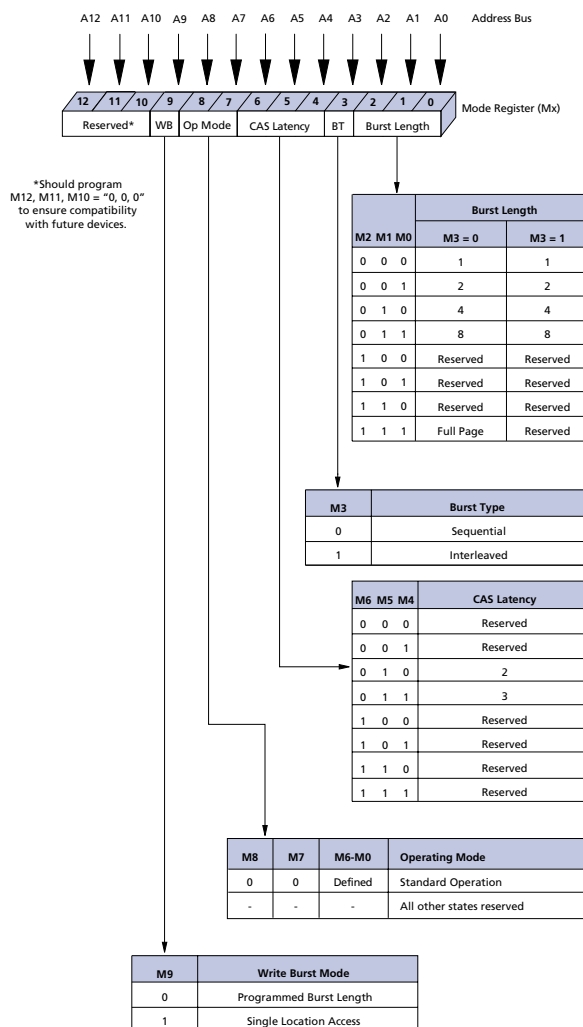 A12 A11 A10 A9 A8 A7 A6 A5 A4 A3 A2 A1 A0 Address Bus
12 11 10 9 8 7 6 5 4 3 2 1 0 Mode Register (Mx)
Reserved* WB Op Mode CAS Latency BT Burst Length
*Should program
M12, M11, M10 = “0, 0, 0”
to ensure compatibility
with future devices.
Burst Length
M2 M1 M0 M3 = 0 M3 = 1
0 0 0 1 1
0 0 1 2 2
0 1 0 4 4
0 1 1 8 8
1 0 0 Reserved Reserved
1 0 1 Reserved Reserved
1 1 0 Reserved Reserved
1 1 1 Full Page Reserved
M3 Burst Type
0 Sequential
1 Interleaved
M6 M5 M4 CAS Latency
0 0 0 Reserved
0 0 1 Reserved
0 1 0 2
0 1 1 3
1 0 0 Reserved
1 0 1 Reserved
1 1 0 Reserved
1 1 1 Reserved
M8 M7 M6-M0 Operating Mode
0 0 Defined Standard Operation
- - - All other states reserved
M9 Write Burst Mode
0 Programmed Burst Length
1 Single Location Access